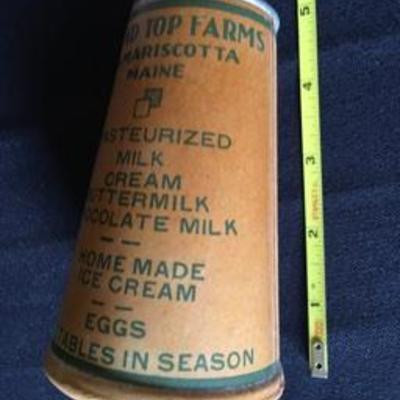 TOP FARMS
MARISCOTTA
MAINE
ASTEURIZED
MILK
CREAM
UTTERMILK
OCOLATE MILK
HOME MADE
ICE CREAM
EGGS
TABLES IN SEASON
5
4
3
2
1